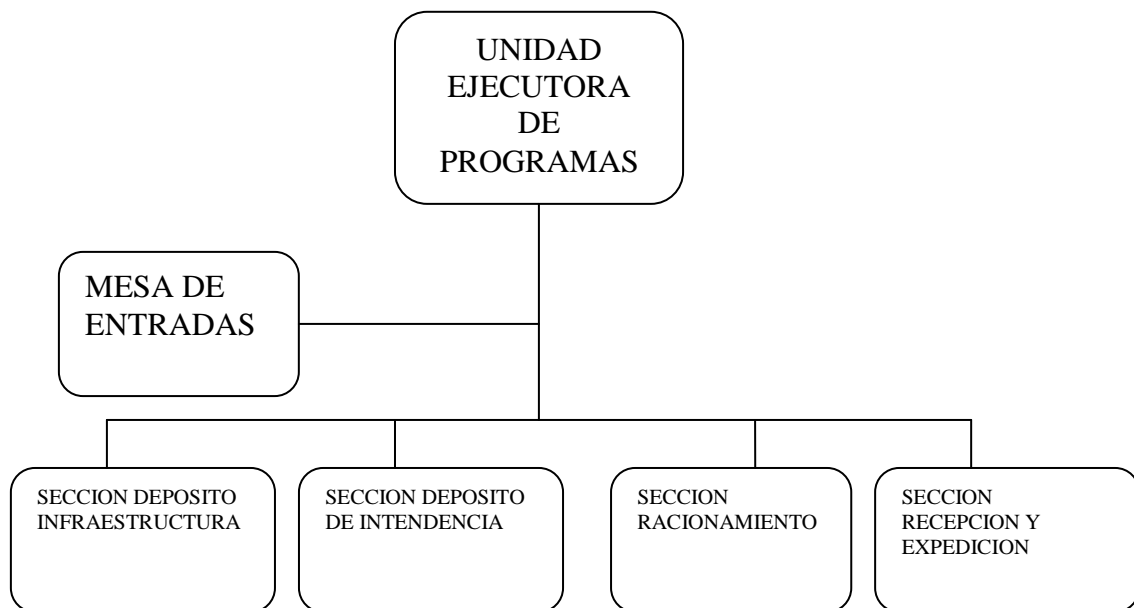 UNIDAD
EJECUTORA
DE
PROGRAMAS
MESA DE
ENTRADAS
SECCION DEPOSITO
INFRAESTRUCTURA
SECCION DEPOSITO
DE INTENDENCIA
SECCION
RACIONAMIENTO
SECCION
RECEPCION Y
EXPEDICION